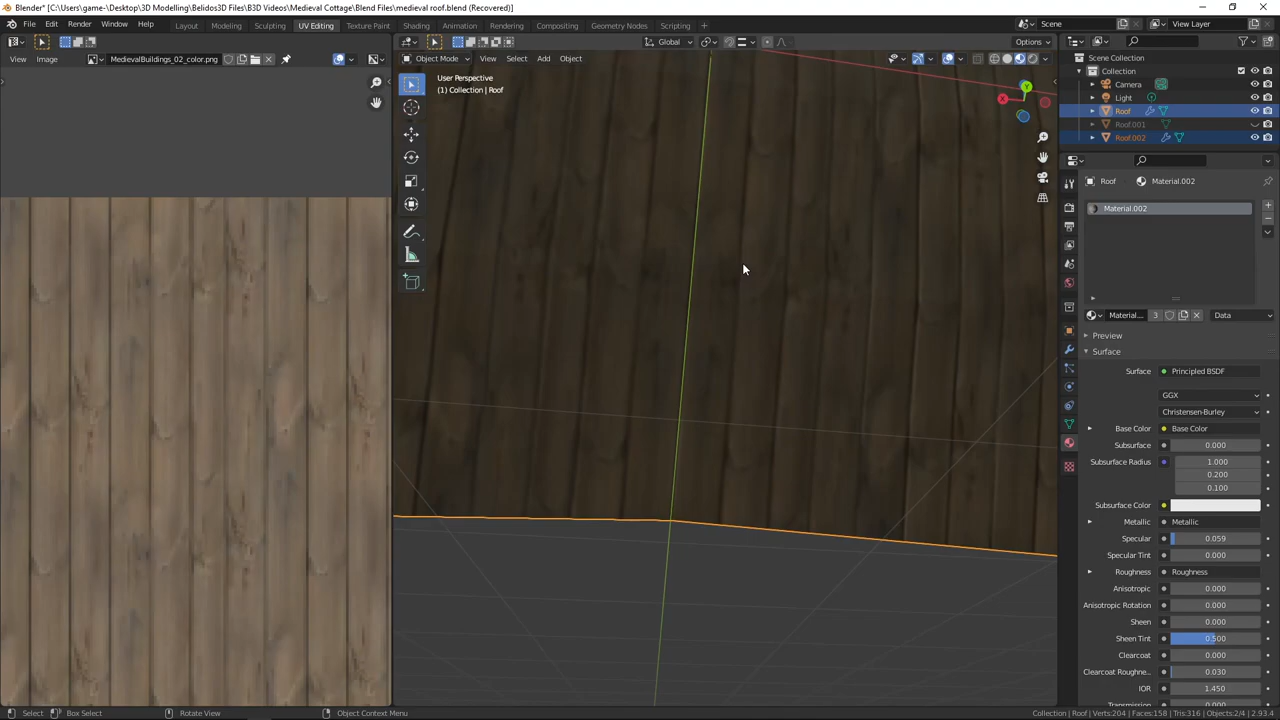 Blender* [C:\Users\game-\Desktop\3D Modelling\Belidos3D Files\B3D Videos\Medieval Cottage\Blend Files\medieval roof.blend (Recovered)]
File Edit Render Window Help Layout Modeling Sculpting UV Editing Texture Paint Shading Animation Rendering Compositing Geometry Nodes Scripting + Scene View Layer
Global Options
View Image MedievalBuildings_02_color.png Object Mode View Select Add Object
User Perspective
(1) Collection | Roof
Scene Collection
Collection
Camera
Light
Roof
Roof.001
Roof.002
Roof Material.002
Material.002
Material... 3 Data
Preview
Surface
Surface Principled BSDF
GGX
Christensen-Burley
Base Color Base Color
Subsurface 0.000
Subsurface Radius 1.000
0.200
0.100
Subsurface Color
Metallic Metallic
Specular 0.059
Specular Tint 0.000
Roughness Roughness
Anisotropic 0.000
Anisotropic Rotation 0.000
Sheen 0.000
Sheen Tint 0.500
Clearcoat 0.000
Clearcoat Roughne.. 0.030
IOR 1.450
Transmission 0.000
Select Box Select Rotate View Object Context Menu Collection | Roof | Verts:204 | Faces:158 | Tris:316 | Objects:2/4 | 2.93.4
X
Y